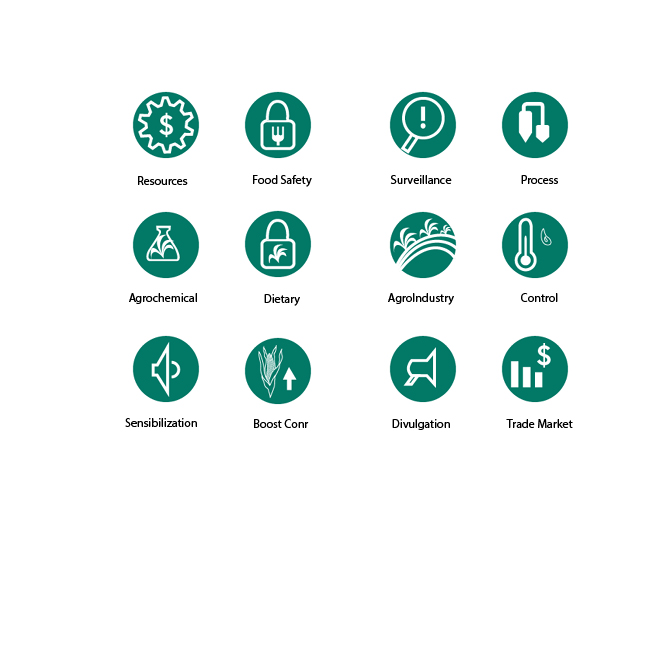 Resources
Food Safety
Surveillance
Process
Agrochemical
Dietary
AgroIndustry
Control
Sensibilization
Boost Conr
Divulgation
Trade Market